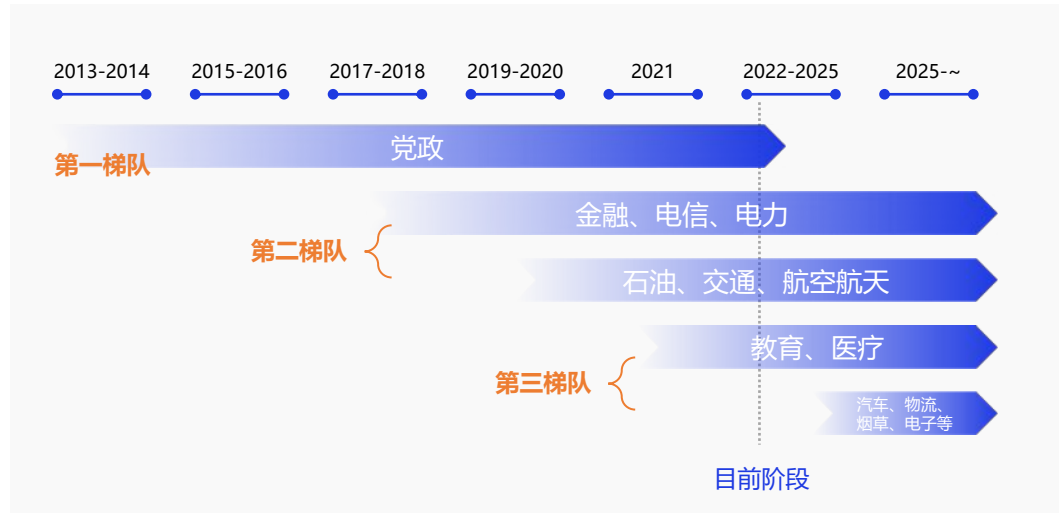 2013-2014 2015-2016 2017-2018 2019-2020 2021 2022-2025 2025-~
党政
第一梯队
金融、电信、电力
第二梯队
石油、交通、航空航天
教育、医疗
第三梯队
汽车、物流、
烟草、电子等
目前阶段